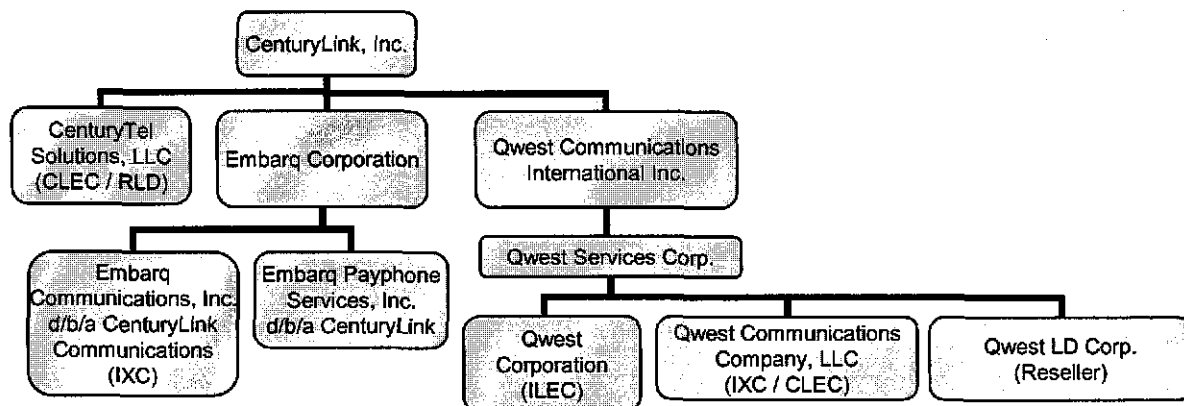 CenturyLink, Inc.
CenturyTel
Solutions, LLC
(CLEC / RLD)
Embarq Corporation
Qwest Communications
International Inc.
Embarq
Communications, Inc.
d/b/a CenturyLink
Communications
(IXC)
Embarq Payphone
Services, Inc.
d/b/a CenturyLink
Qwest Services Corp.
Qwest
Corporation
(ILEC)
Qwest Communications
Company, LLC
(IXC / CLEC)
Qwest LD Corp.
(Reseller)